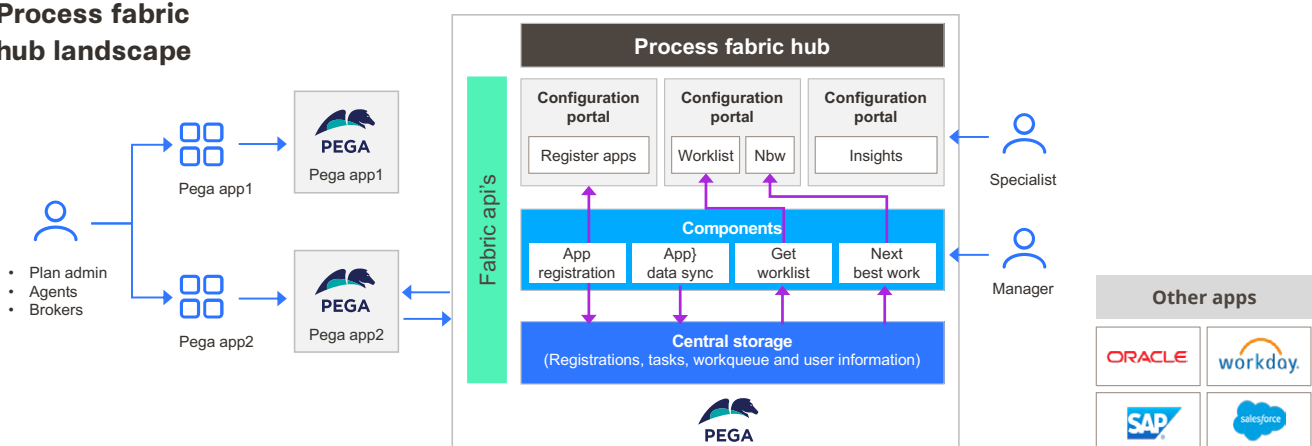 Process fabric
hub landscape
Plan admin
Agents
Brokers
Pega app1
Pega app2
PEGA
Pega app1
PEGA
Pega app2
Process fabric hub
Fabric api's
Configuration
portal
Register apps
Configuration
portal
Worklist
Nbw
Configuration
portal
Insights
Components
App
registration
App}
data sync
Get
worklist
Next
best work
Central storage
(Registrations, tasks, workqueue and user information)
PEGA
Specialist
Manager
Other apps
ORACLE
workday.
SAP
salesforce